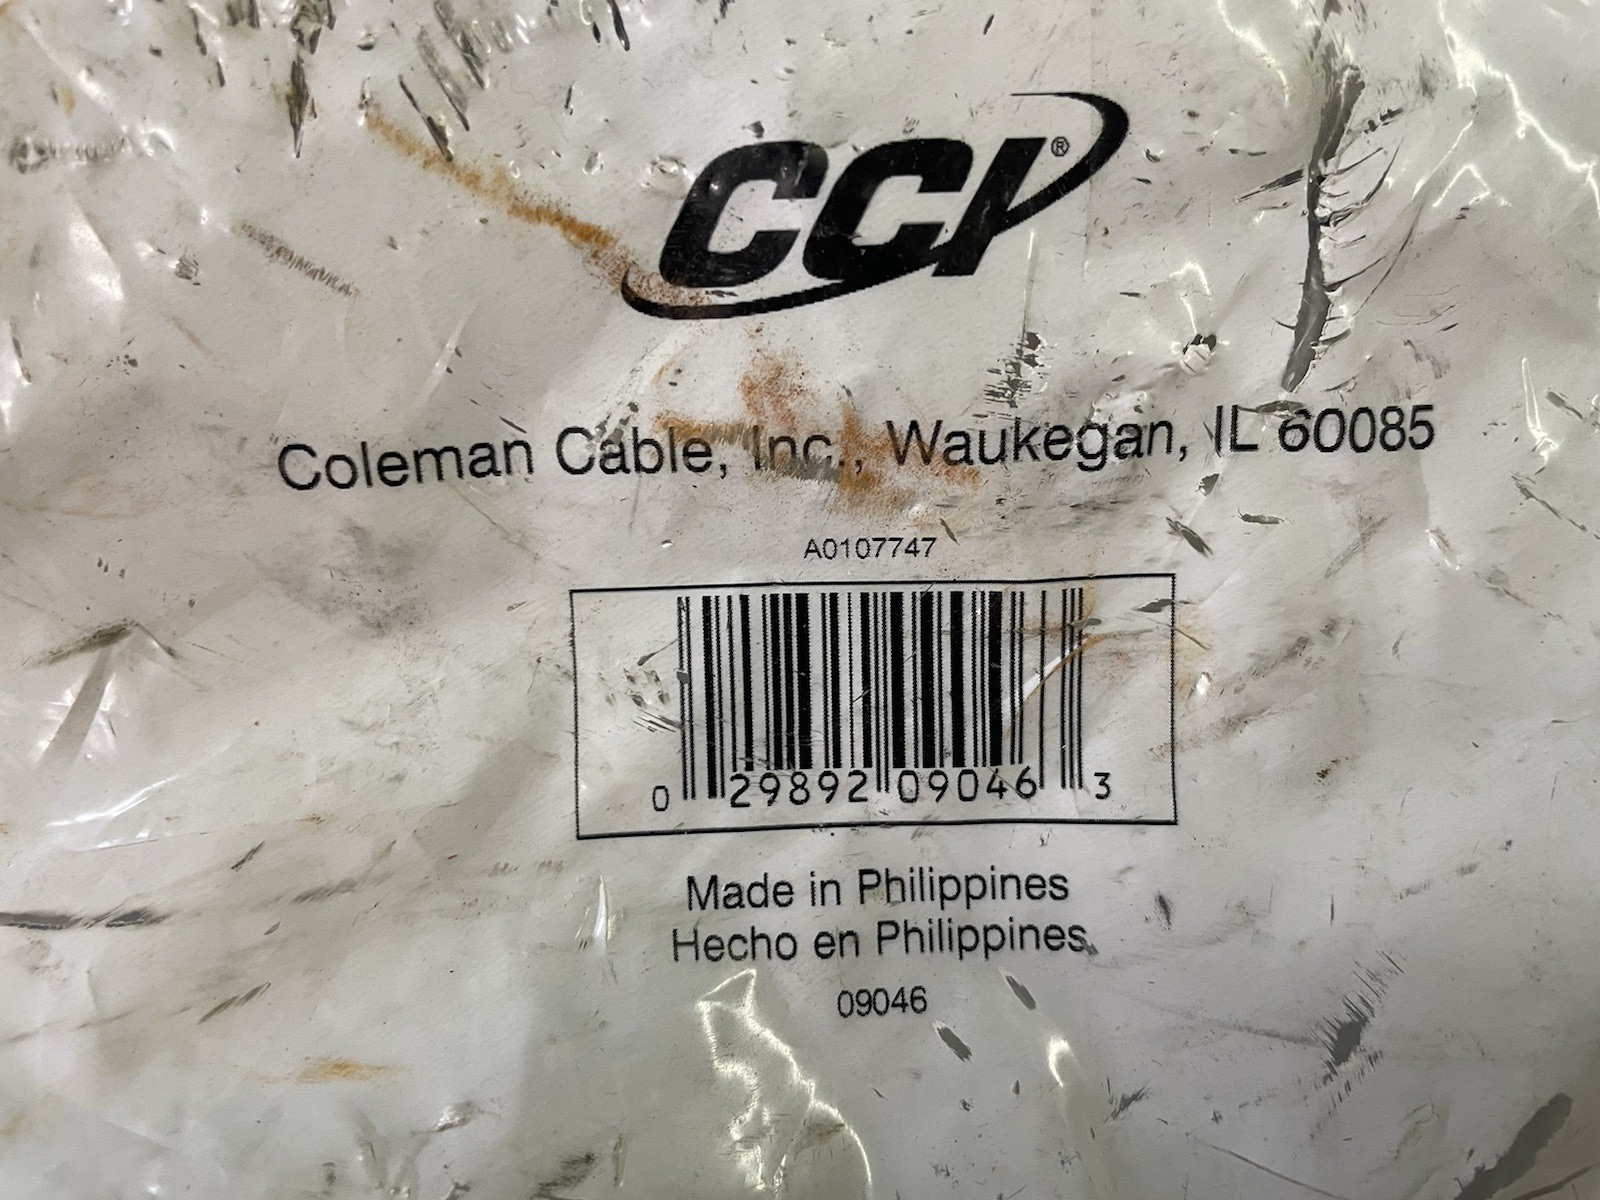 CCI®
Coleman Cable, Inc., Waukegan, IL 60085
A0107747
0 29892 09046 3
Made in Philippines
Hecho en Philippines
09046